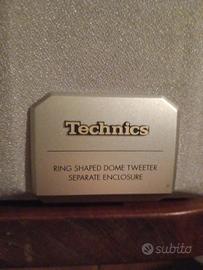 Technics
RING SHAPED DOME TWEETER
SEPARATE ENCLOSURE
subito